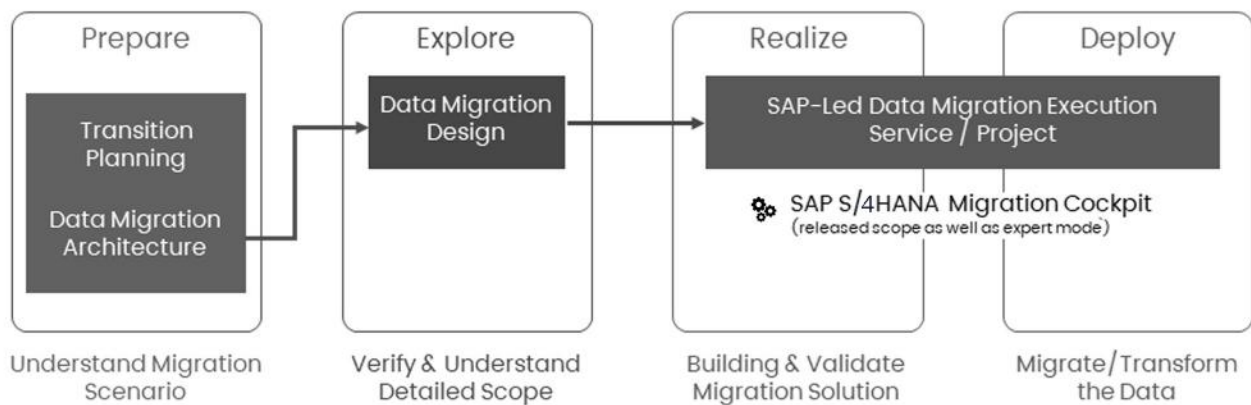 Prepare
Transition
Planning
Data Migration
Architecture
Understand Migration
Scenario
Explore
Data Migration
Design
Verify & Understand
Detailed Scope
Realize
Deploy
SAP-Led Data Migration Execution
Service / Project
SAP S/4HANA Migration Cockpit
(released scope as well as expert mode)
Building & Validate
Migration Solution
Migrate/Transform
the Data